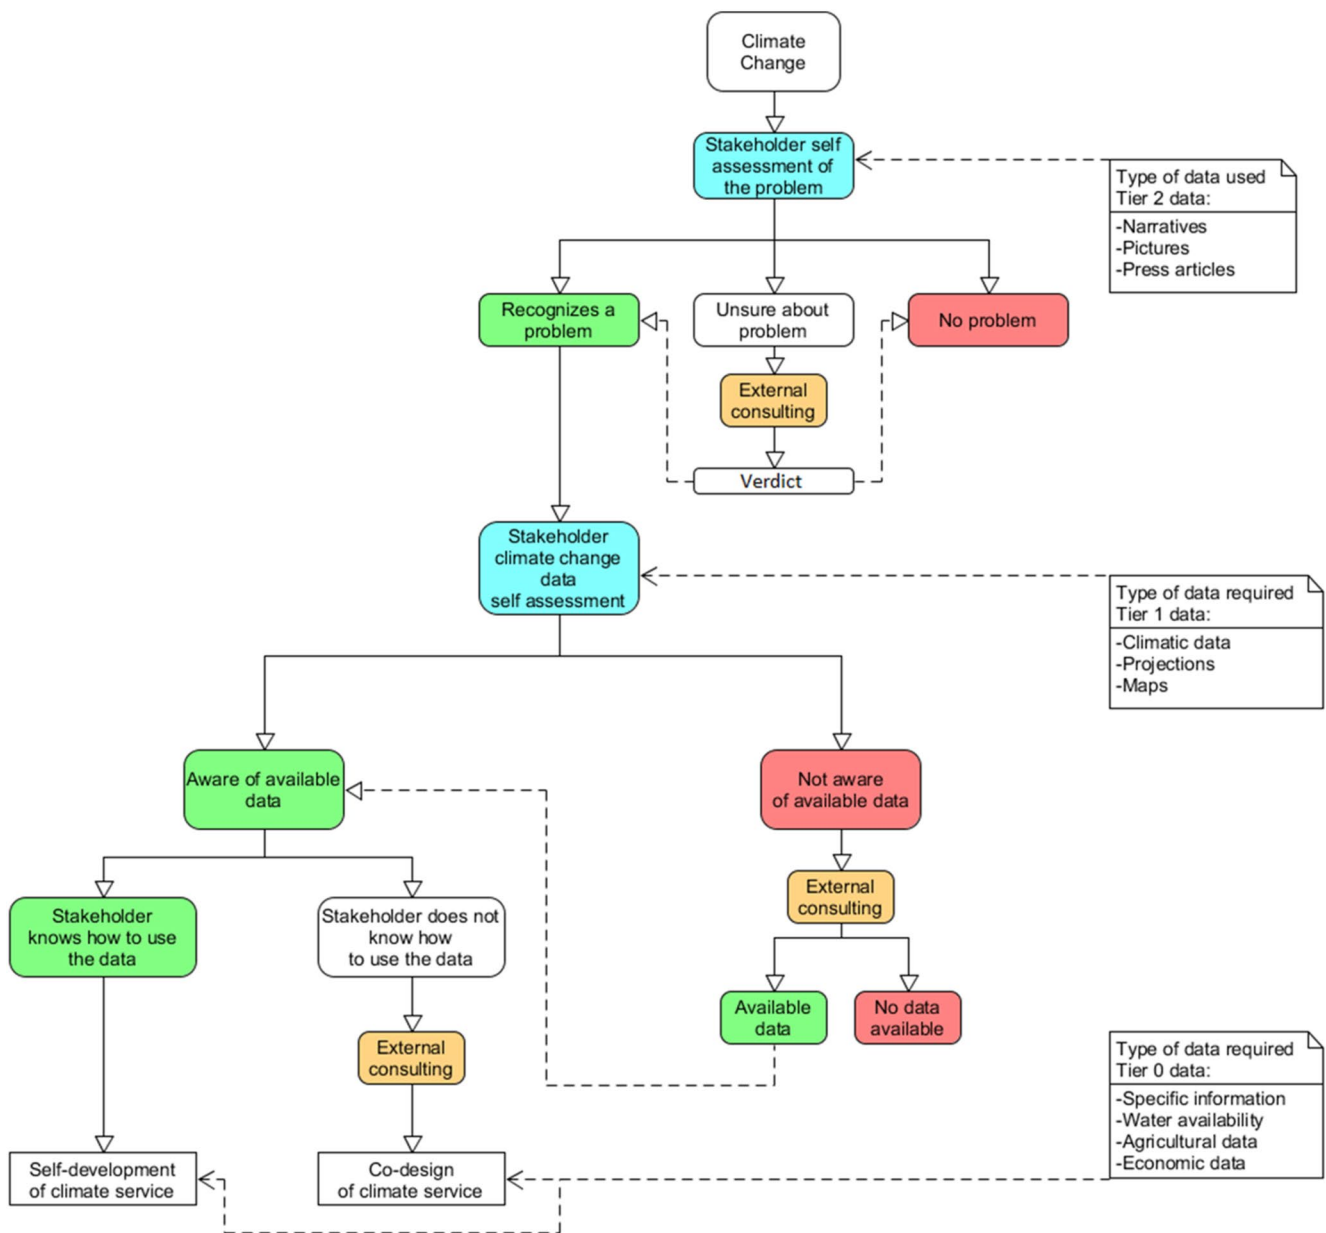 Climate
Change
Stakeholder self
assessment of
the problem
Type of data used
Tier 2 data:
-Narratives
-Pictures
-Press articles
Recognizes a
problem
Unsure about
problem
No problem
External
consulting
Verdict
Stakeholder
climate change
data
self assessment
Type of data required
Tier 1 data:
-Climatic data
-Projections
-Maps
Aware of available
data
Not aware
of available data
Stakeholder
knows how to use
the data
Stakeholder does not
know how
to use the data
External
consulting
Available
data
No data
available
External
consulting
Type of data required
Tier 0 data:
-Specific information
-Water availability
-Agricultural data
-Economic data
Self-development
of climate service
Co-design
of climate service